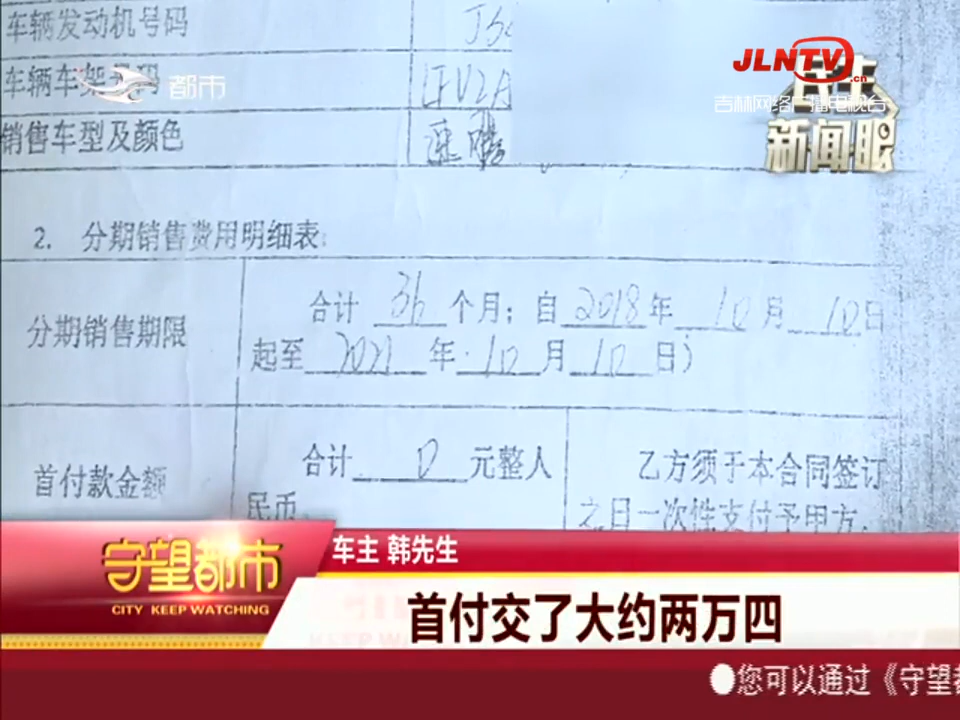 车辆发动机号码
车辆车架号码 LFV2A
都市
销售车型及颜色 速腾
JLNTV.cn
吉林网络广播电视台
新闻眼
2. 分期销售费用明细表:
分期销售期限
合计 36 个月; 自 2018 年 10 月 10 日
起至 2021 年 10 月 10 日)
首付款金额
合计 0 元整人
民币
乙方须于本合同签订
之日一次性支付予甲方,
守望都市
CITY KEEP WATCHING
车主 韩先生
首付交了大约两万四
●您可以通过《守望都